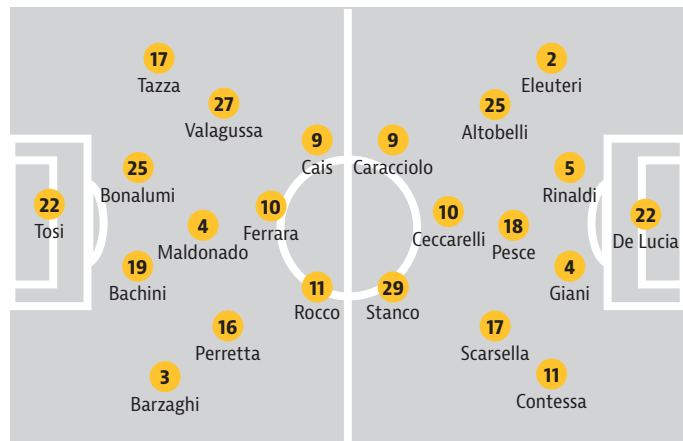 17
Tazza
27
Valagussa
9
Cais
25
Bonalumi
22
Tosi
10
Ferrara
4
Maldonado
19
Bachini
11
Rocco
16
Perretta
3
Barzaghi
2
Eleuteri
25
Altobelli
9
Caracciolo
5
Rinaldi
10
Ceccarelli
18
Pesce
22
De Lucia
4
Giani
29
Stanco
17
Scarsella
11
Contessa